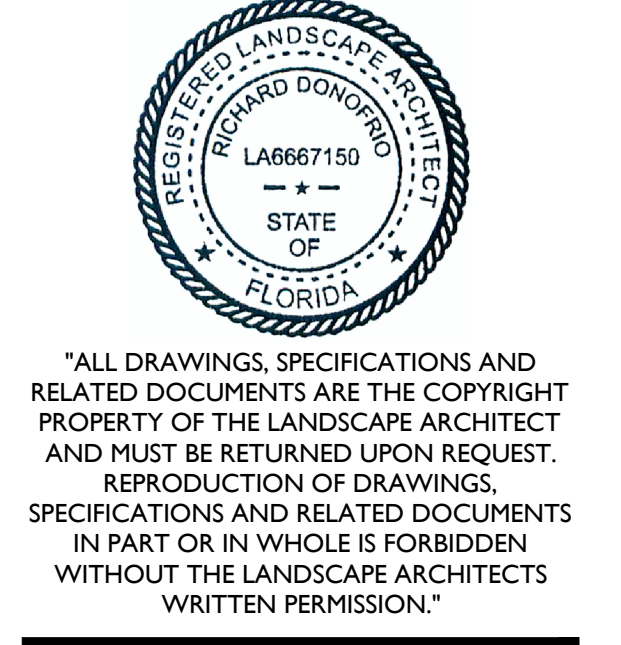 REGISTERED LANDSCAPE ARCHITECT
RICHARD DONOFRIO
LA6667150
STATE
OF
FLORIDA
"ALL DRAWINGS, SPECIFICATIONS AND
RELATED DOCUMENTS ARE THE COPYRIGHT
PROPERTY OF THE LANDSCAPE ARCHITECT
AND MUST BE RETURNED UPON REQUEST.
REPRODUCTION OF DRAWINGS,
SPECIFICATIONS AND RELATED DOCUMENTS
IN PART OR IN WHOLE IS FORBIDDEN
WITHOUT THE LANDSCAPE ARCHITECTS
WRITTEN PERMISSION."